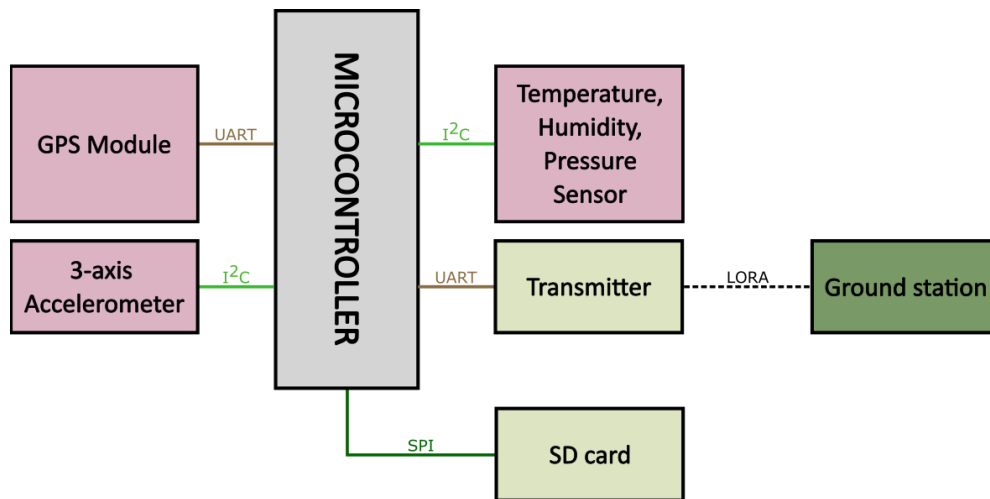 GPS Module
UART
MICROCONTROLLER
I²C
Temperature,
Humidity,
Pressure
Sensor
3-axis
Accelerometer
I²C
UART
Transmitter
LORA
Ground station
SPI
SD card